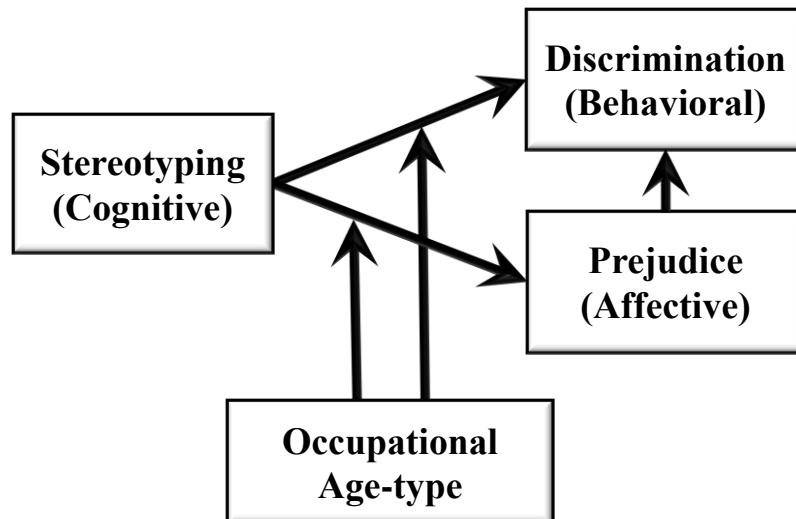 Discrimination
(Behavioral)
Stereotyping
(Cognitive)
Prejudice
(Affective)
Occupational
Age-type